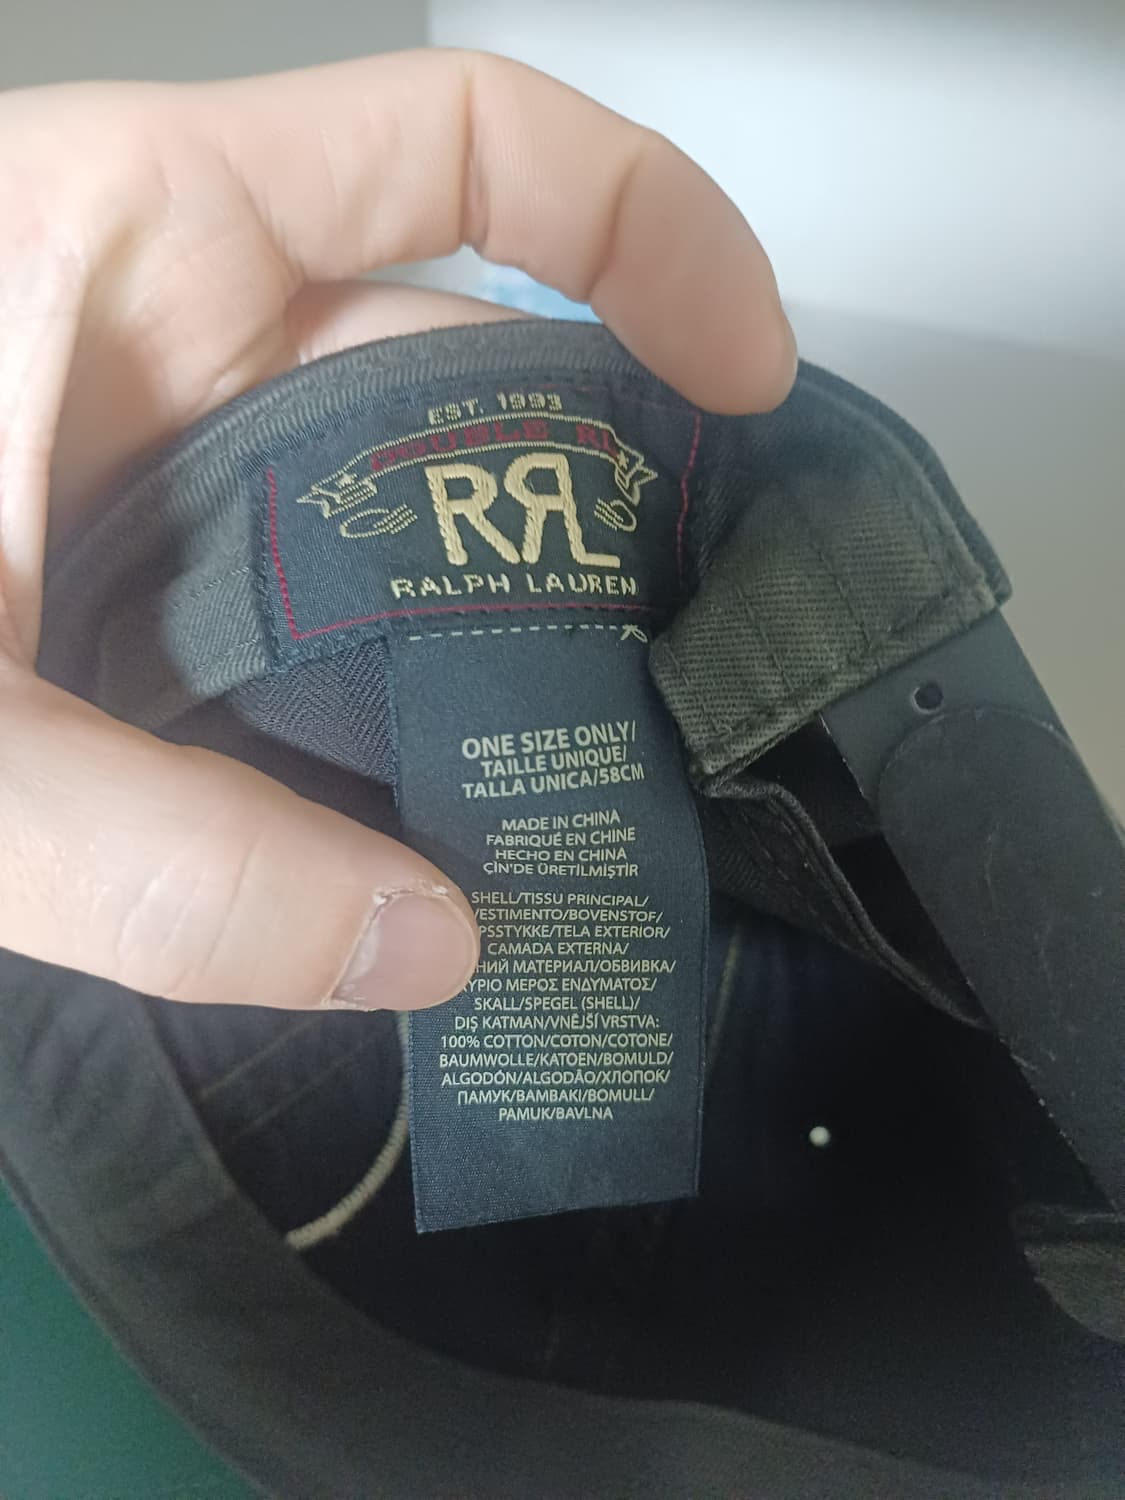 EST. 1993
DOUBLE RL
RRL
RALPH LAUREN
ONE SIZE ONLY/
TAILLE UNIQUE/
TALLA UNICA/58CM
MADE IN CHINA
FABRIQUÉ EN CHINE
HECHO EN CHINA
ÇİN'DE ÜRETİLMİŞTİR
SHELL/TISSU PRINCIPAL/
/BOVENSTOF/
/TELA EXTERIOR/
CAMADA EXTERNA/
МАТЕРИАЛ/ОБВИВКА/
ΜΕΡΟΣ ΕΝΔΥΜΑΤΟΣ/
SKALL/SPEGEL (SHELL)/
DIŞ KATMAN/VNĚJŠÍ VRSTVA:
100% COTTON/COTON/COTONE/
BAUMWOLLE/KATOEN/BOMULD/
ALGODÓN/ALGODÃO/ХЛОПОК/
ПАМУК/ΒΑΜΒΑΚΙ/BOMULL/
PAMUK/BAVLNA